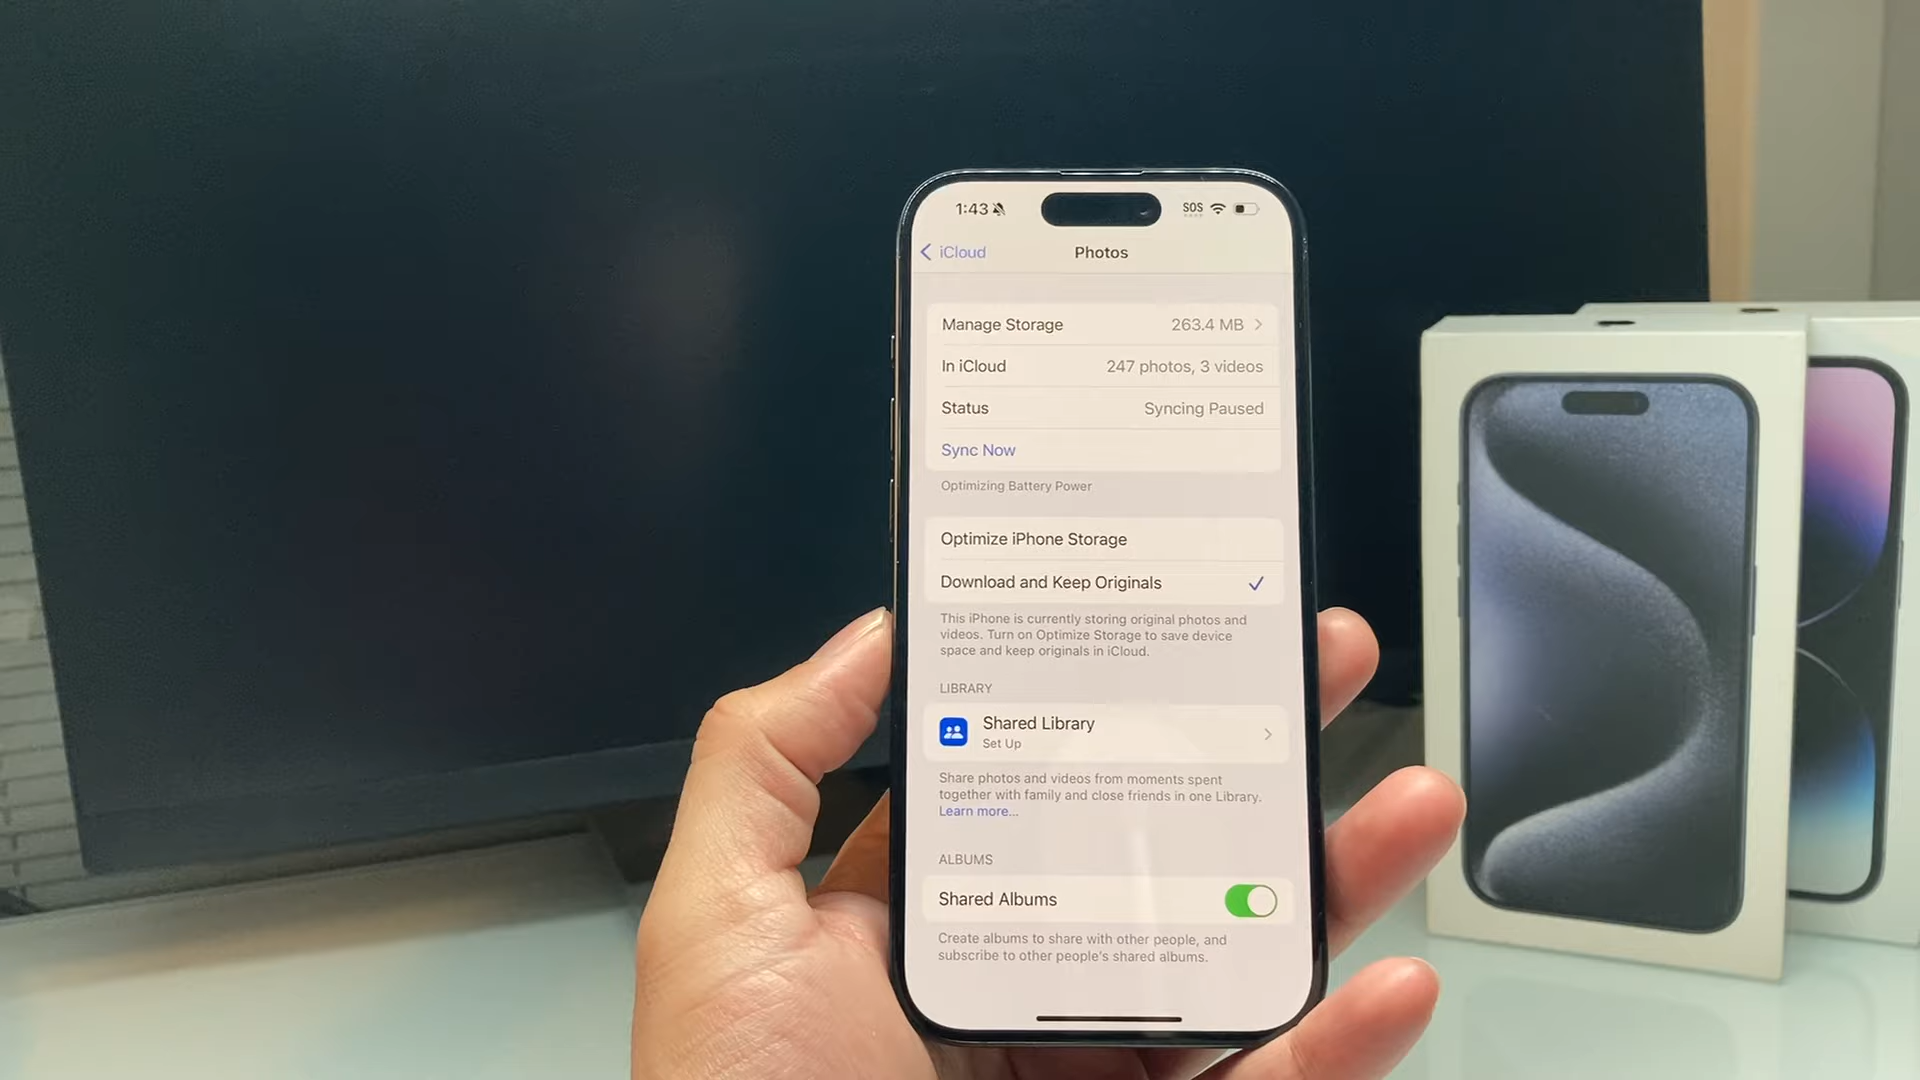 1:43 SOS
iCloud Photos
Manage Storage 263.4 MB
In iCloud 247 photos, 3 videos
Status Syncing Paused
Sync Now
Optimizing Battery Power
Optimize iPhone Storage
Download and Keep Originals
This iPhone is currently storing original photos and
videos. Turn on Optimize Storage to save device
space and keep originals in iCloud.
LIBRARY
Shared Library
Set Up
Share photos and videos from moments spent
together with family and close friends in one Library.
Learn more...
ALBUMS
Shared Albums
Create albums to share with other people, and
subscribe to other people's shared albums.